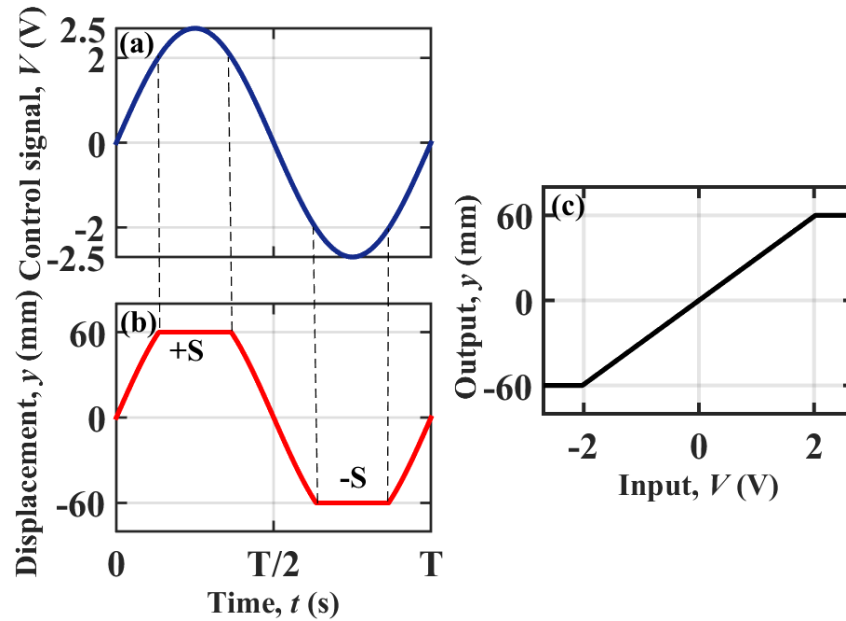 (a)
Control signal, V (V)
2.5
2
0
-2
-2.5
(b)
Displacement, y (mm)
60
0
-60
+S
-S
0
T/2
T
Time, t (s)
(c)
Output, y (mm)
60
0
-60
-2
0
2
Input, V (V)